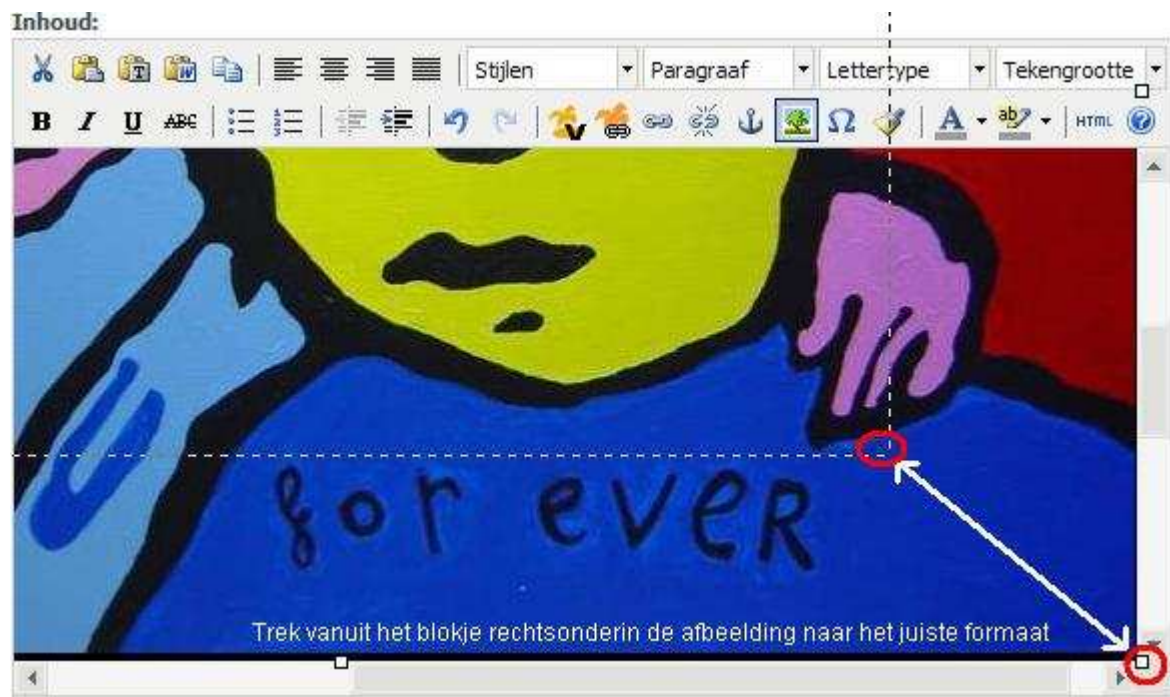 Inhoud:
Stijlen Paragraaf Lettertype Tekengrootte
B I U ABC Ω A ab HTML ?
for eveR
Trek vanuit het blokje rechtsonderin de afbeelding naar het juiste formaat